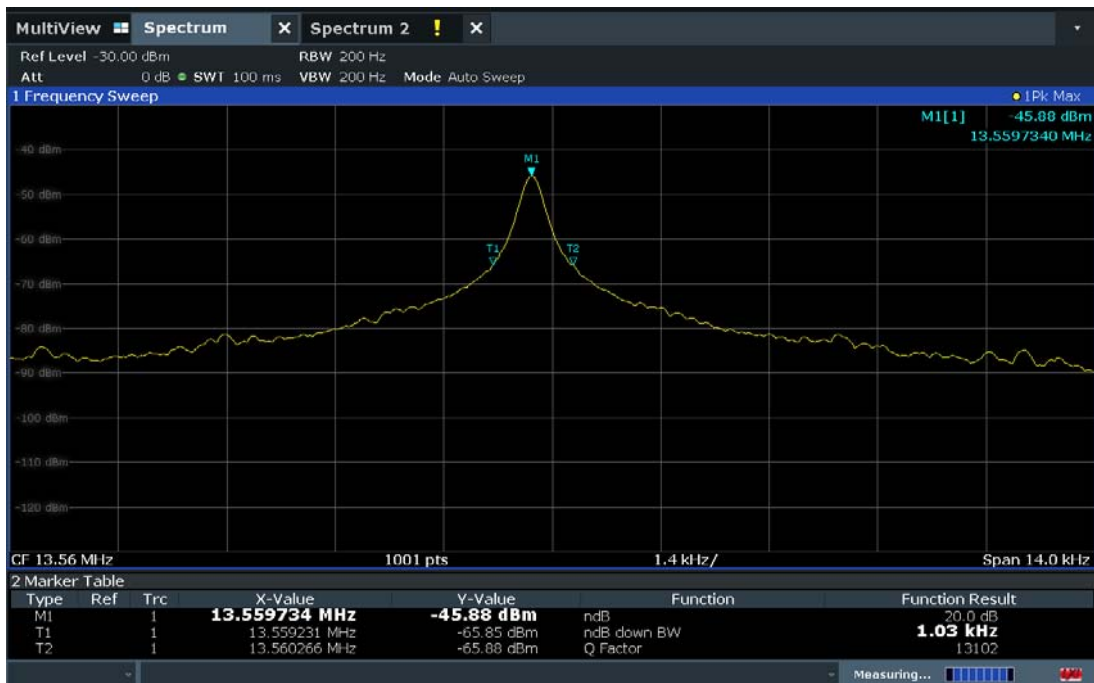 MultiView Spectrum X Spectrum 2 ! X
Ref Level -30.00 dBm RBW 200 Hz
Att 0 dB SWT 100 ms VBW 200 Hz Mode Auto Sweep
1 Frequency Sweep 1Pk Max
M1[1] -45.88 dBm
13.5597340 MHz
-40 dBm
M1
-50 dBm
-60 dBm
T1 T2
-70 dBm
-80 dBm
-90 dBm
-100 dBm
-110 dBm
-120 dBm
CF 13.56 MHz 1001 pts 1.4 kHz/ Span 14.0 kHz
2 Marker Table
Type Ref Trc X-Value Y-Value Function Function Result
M1 1 13.559734 MHz -45.88 dBm ndB 20.0 dB
T1 1 13.559231 MHz -65.85 dBm ndB down BW 1.03 kHz
T2 1 13.560266 MHz -65.88 dBm Q Factor 13102
Measuring...